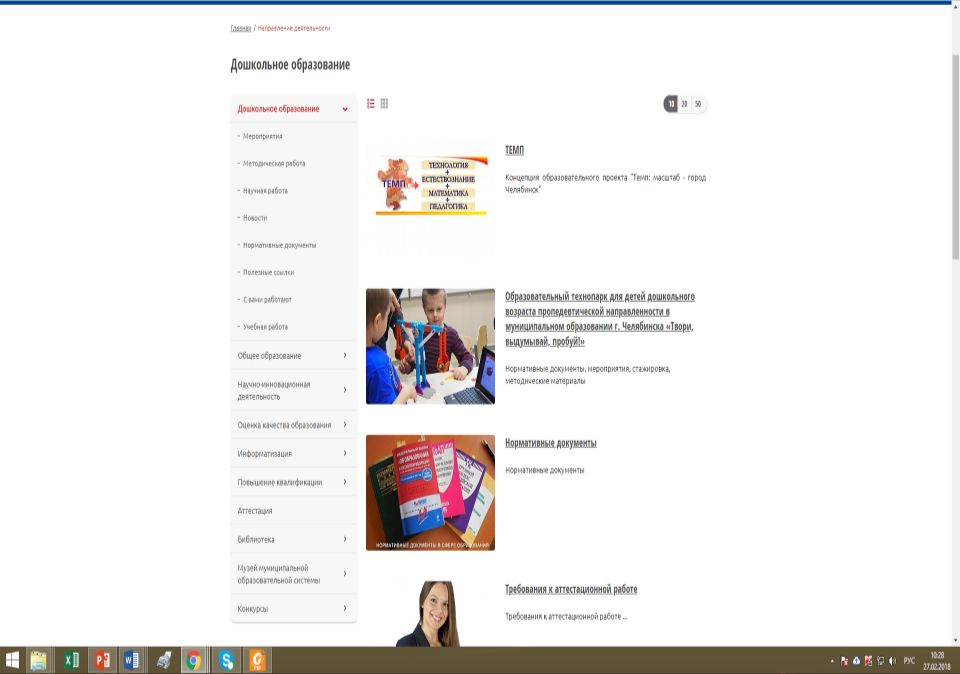 Главная / Направление деятельности
Дошкольное образование
Дошкольное образование
- Мероприятия
- Методическая работа
- Научная работа
- Новости
- Нормативные документы
- Полезные ссылки
- С вами работают
- Учебная работа
Общее образование
Научно-инновационная
деятельность
Оценка качества образования
Информатизация
Повышение квалификации
Аттестация
Библиотека
Музей муниципальной
образовательной системы
Конкурсы
10 20 50
ТЕМП
ТЕХНОЛОГИЯ
+
ЕСТЕСТВОЗНАНИЕ
+
МАТЕМАТИКА
+
ПЕДАГОГИКА
ТЕМП
Концепция образовательного проекта "Темп: масштаб - город
Челябинск"
Образовательный технопарк для детей дошкольного
возраста пропедевтической направленности в
муниципальном образовании г. Челябинска «Твори,
выдумывай, пробуй!»
Нормативные документы, мероприятия, стажировка,
методические материалы
ОБ ОБРАЗОВАНИИ
НОРМАТИВНЫЕ ДОКУМЕНТЫ В СФЕРЕ ОБРАЗОВАНИЯ
Нормативные документы
Нормативные документы
Требования к аттестационной работе
Требования к аттестационной работе ...
РУС
10:28
27.02.2018